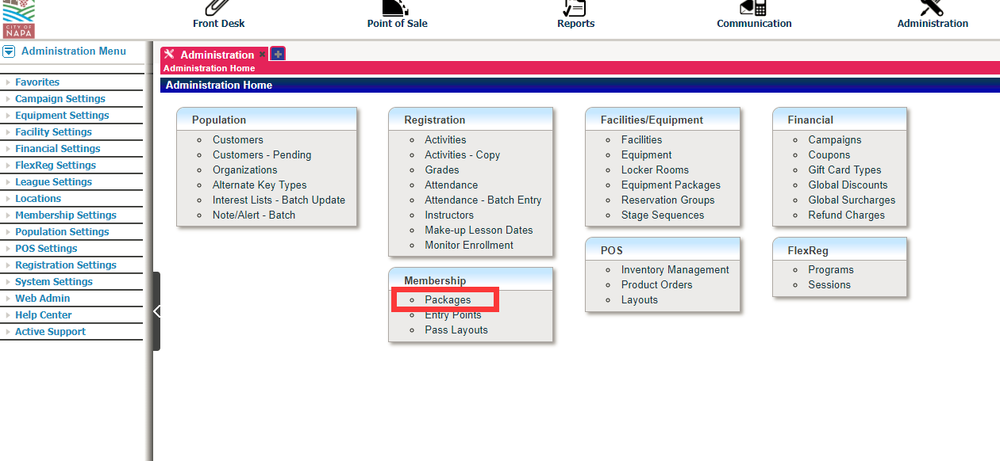 CITY OF
NAPA
Front Desk
Point of Sale
Reports
Communication
Administration
Administration Menu
Favorites
Campaign Settings
Equipment Settings
Facility Settings
Financial Settings
FlexReg Settings
League Settings
Locations
Membership Settings
Population Settings
POS Settings
Registration Settings
System Settings
Web Admin
Help Center
Active Support
Administration
Administration Home
Administration Home
Population
Customers
Customers - Pending
Organizations
Alternate Key Types
Interest Lists - Batch Update
Note/Alert - Batch
Registration
Activities
Activities - Copy
Grades
Attendance
Attendance - Batch Entry
Instructors
Make-up Lesson Dates
Monitor Enrollment
Membership
Packages
Entry Points
Pass Layouts
Facilities/Equipment
Facilities
Equipment
Locker Rooms
Equipment Packages
Reservation Groups
Stage Sequences
POS
Inventory Management
Product Orders
Layouts
Financial
Campaigns
Coupons
Gift Card Types
Global Discounts
Global Surcharges
Refund Charges
FlexReg
Programs
Sessions